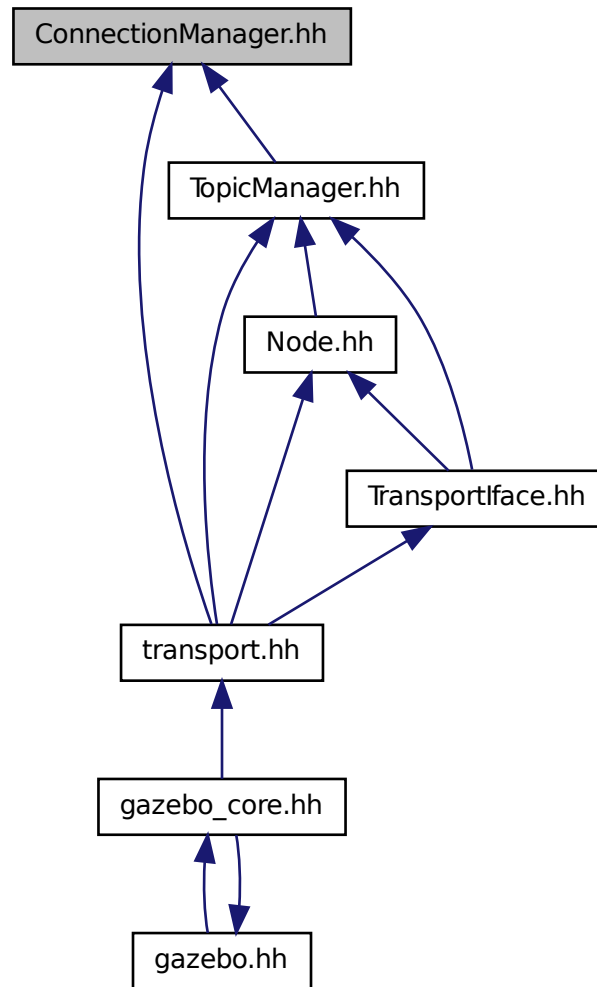 ConnectionManager.hh
TopicManager.hh
Node.hh
TransportIface.hh
transport.hh
gazebo_core.hh
gazebo.hh